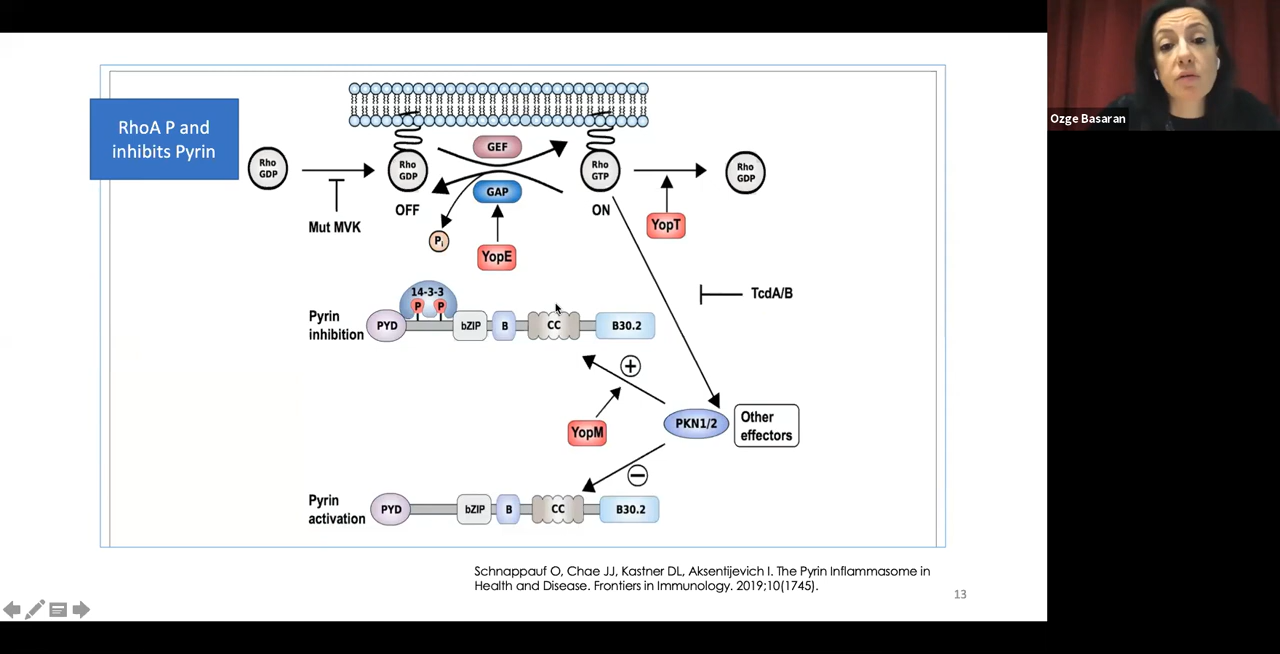 Ozge Basaran
RhoA P and
inhibits Pyrin
Rho
GDP
Mut MVK
Rho
GDP
OFF
GEF
GAP
Pi
YopE
Rho
GTP
ON
YopT
Rho
GDP
TcdA/B
Pyrin
inhibition
PYD
14-3-3
P P
bZIP
B
CC
B30.2
+
YopM
PKN1/2
Other
effectors
−
Pyrin
activation
PYD
bZIP
B
CC
B30.2
Schnappauf O, Chae JJ, Kastner DL, Aksentijevich I. The Pyrin Inflammasome in
Health and Disease. Frontiers in Immunology. 2019;10(1745).
13